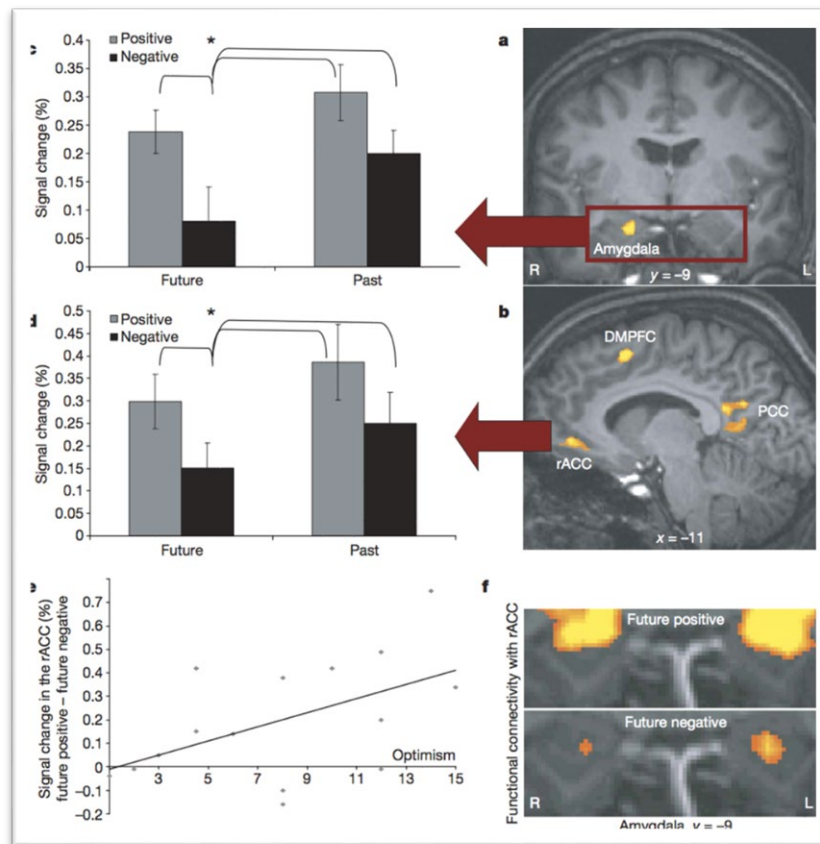 c
0.4
0.35
0.3
0.25
0.2
0.15
0.1
0.05
0
Signal change (%)
Positive
Negative
*
Future Past
a
Amygdala
R y = –9 L
d
0.5
0.45
0.4
0.35
0.3
0.25
0.2
0.15
0.1
0.05
0
Signal change (%)
Positive
Negative
*
Future Past
b
DMPFC
PCC
rACC
x = –11
e
Signal change in the rACC (%)
future positive – future negative
0.7
0.6
0.5
0.4
0.3
0.2
0.1
0
–0.1
–0.2
Optimism
3 5 7 9 11 13 15
f
Functional connectivity with rACC
Future positive
Future negative
R L
Amygdala y = –9